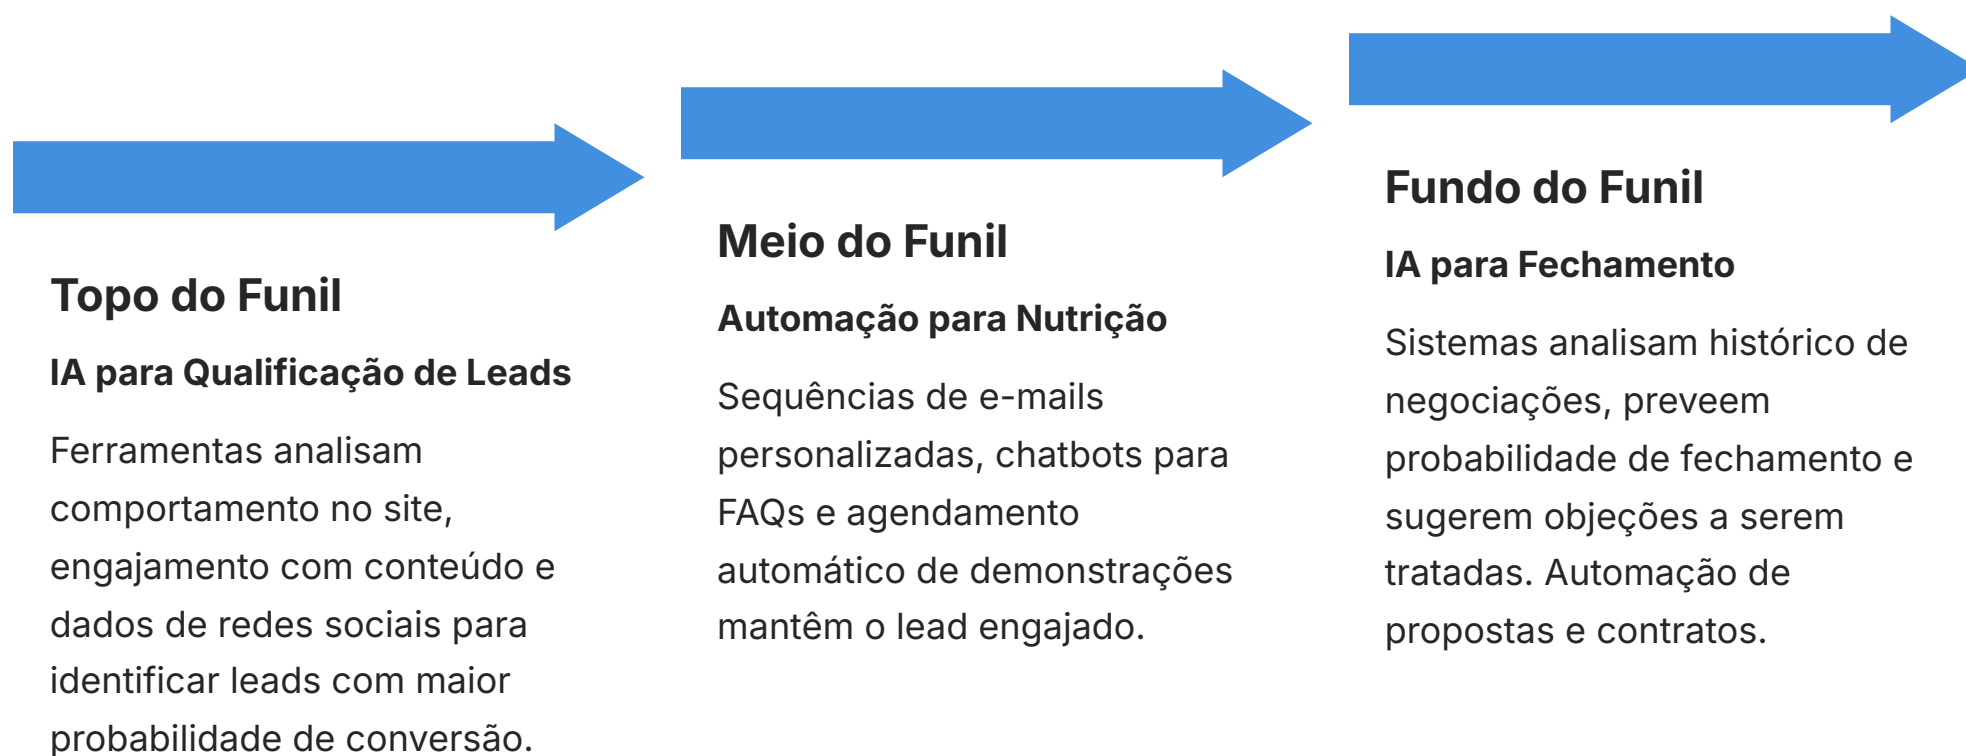 Topo do Funil
IA para Qualificação de Leads
Ferramentas analisam
comportamento no site,
engajamento com conteúdo e
dados de redes sociais para
identificar leads com maior
probabilidade de conversão.
Meio do Funil
Automação para Nutrição
Sequências de e-mails
personalizadas, chatbots para
FAQs e agendamento
automático de demonstrações
mantêm o lead engajado.
Fundo do Funil
IA para Fechamento
Sistemas analisam histórico de
negociações, preveem
probabilidade de fechamento e
sugerem objeções a serem
tratadas. Automação de
propostas e contratos.